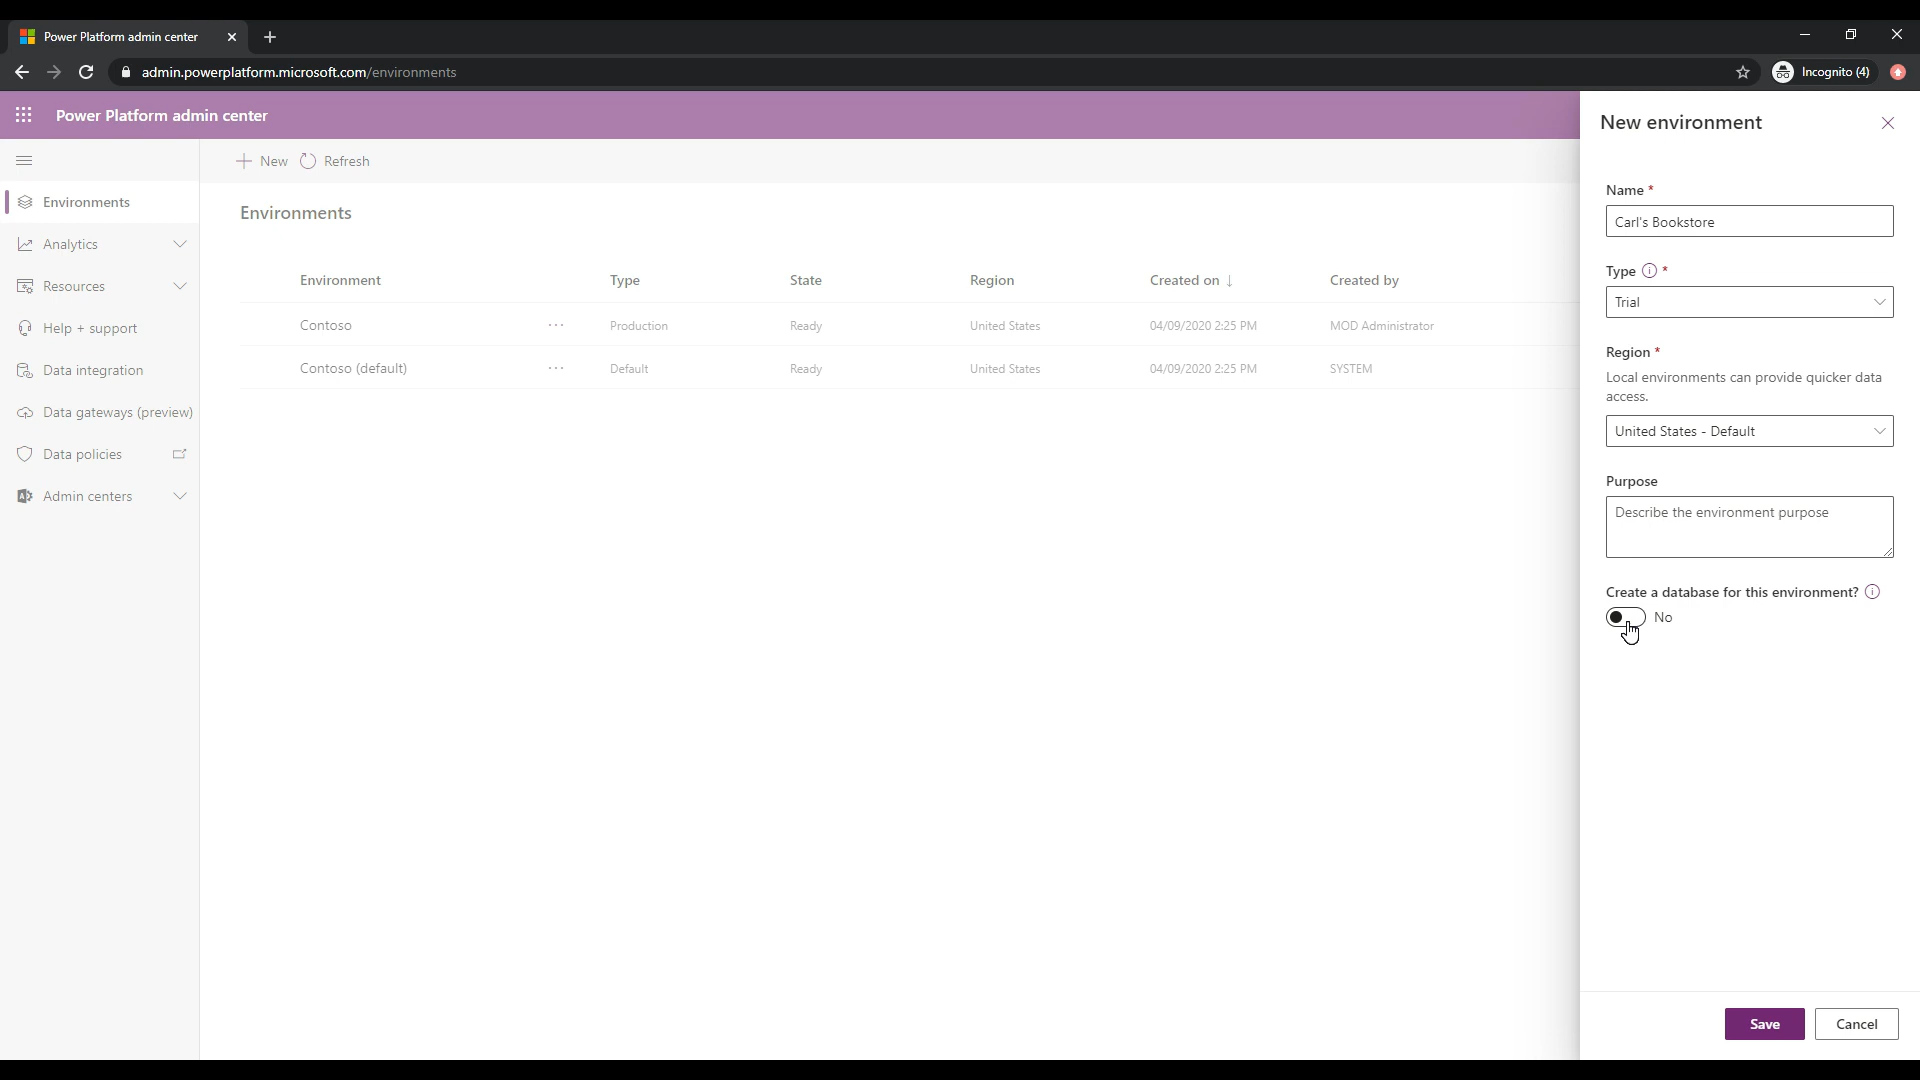 Power Platform admin center
admin.powerplatform.microsoft.com/environments
Incognito (4)
Power Platform admin center
New
Refresh
Environments
Analytics
Resources
Help + support
Data integration
Data gateways (preview)
Data policies
Admin centers
Environments
Environment Type State Region Created on ↓ Created by
Contoso ... Production Ready United States 04/09/2020 2:25 PM MOD Administrator
Contoso (default) ... Default Ready United States 04/09/2020 2:25 PM SYSTEM
New environment
Name *
Carl's Bookstore
Type *
Trial
Region *
Local environments can provide quicker data
access.
United States - Default
Purpose
Describe the environment purpose
Create a database for this environment?
No
Save
Cancel